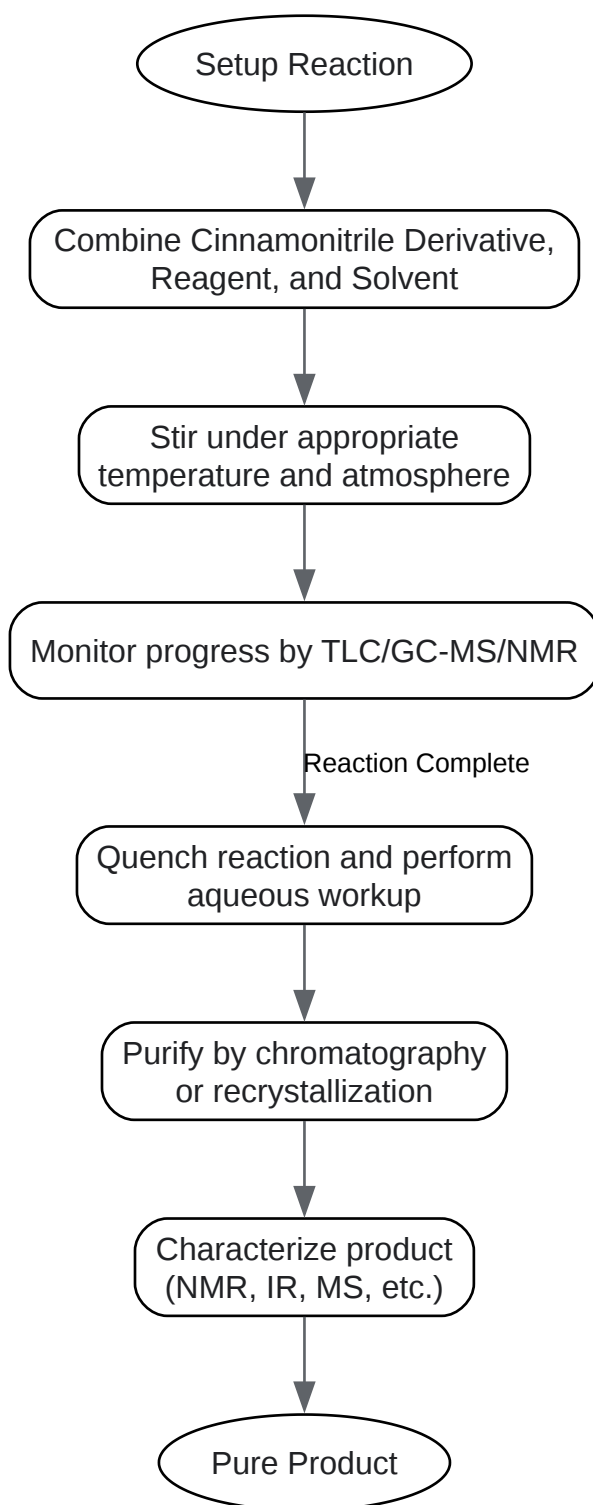 Setup Reaction
Combine Cinnamonitrile Derivative,
Reagent, and Solvent
Stir under appropriate
temperature and atmosphere
Monitor progress by TLC/GC-MS/NMR
Reaction Complete
Quench reaction and perform
aqueous workup
Purify by chromatography
or recrystallization
Characterize product
(NMR, IR, MS, etc.)
Pure Product